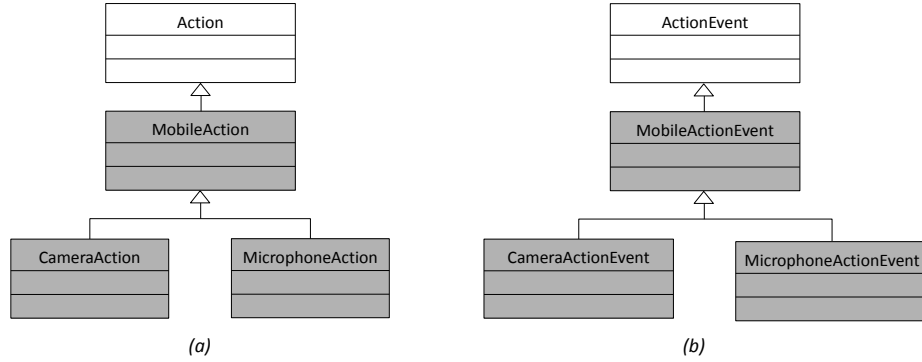 Action
ActionEvent
MobileAction
MobileActionEvent
CameraAction
MicrophoneAction
CameraActionEvent
MicrophoneActionEvent
(a)
(b)